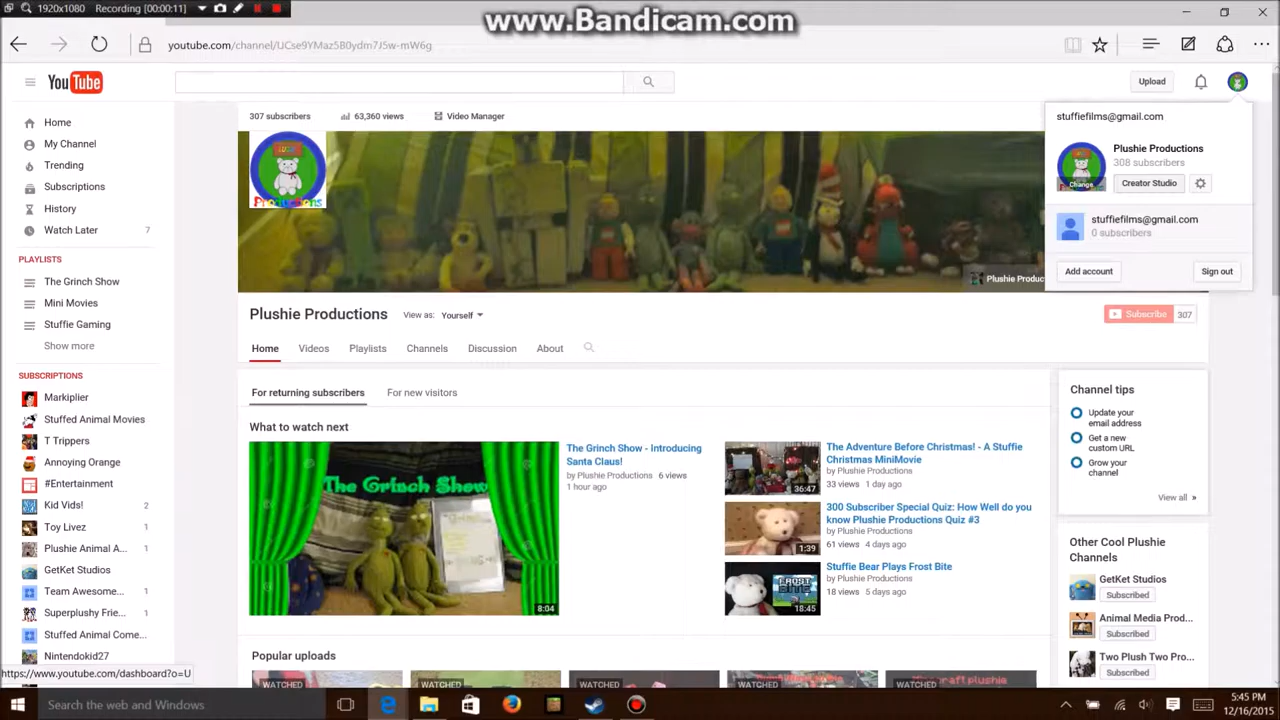 1920x1080 Recording [00:00:11]
www.Bandicam.com
youtube.com/channel/UCse9YMaz5B0ydm7J5w-mW6g
YouTube
Upload
stuffiefilms@gmail.com
Plushie Productions
308 subscribers
Change
Creator Studio
stuffiefilms@gmail.com
0 subscribers
Add account
Sign out
Home
My Channel
Trending
Subscriptions
History
Watch Later 7
PLAYLISTS
The Grinch Show
Mini Movies
Stuffie Gaming
Show more
SUBSCRIPTIONS
Markiplier
Stuffed Animal Movies
T Trippers
Annoying Orange
#Entertainment
Kid Vids! 2
Toy Livez 1
Plushie Animal A... 1
GetKet Studios
Team Awesome... 1
Superplushy Frie... 1
Stuffed Animal Come...
Nintendokid27
https://www.youtube.com/dashboard?o=U
307 subscribers 63,360 views Video Manager
Productions
Plushie Produc
Plushie Productions View as: Yourself
Subscribe 307
Home Videos Playlists Channels Discussion About
For returning subscribers For new visitors
What to watch next
The Grinch Show
8:04
The Grinch Show - Introducing
Santa Claus!
by Plushie Productions 6 views
1 hour ago
36:47
The Adventure Before Christmas! - A Stuffie
Christmas MiniMovie
by Plushie Productions
33 views 1 day ago
1:39
300 Subscriber Special Quiz: How Well do you
know Plushie Productions Quiz #3
by Plushie Productions
61 views 4 days ago
FROST
BITE
18:45
Stuffie Bear Plays Frost Bite
by Plushie Productions
18 views 5 days ago
Popular uploads
WATCHED WATCHED WATCHED WATCHED WATCHED
Minecraft plushie
Channel tips
Update your
email address
Get a new
custom URL
Grow your
channel
View all »
Other Cool Plushie
Channels
GetKet Studios
Subscribed
Animal Media Prod...
Subscribed
Two Plush Two Pro...
Subscribed
Search the web and Windows
5:45 PM
12/16/2015